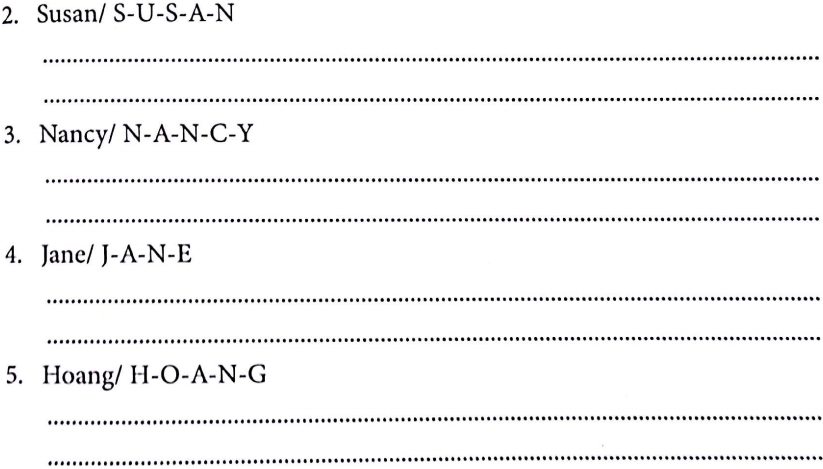 2. Susan/ S-U-S-A-N
3. Nancy/ N-A-N-C-Y
4. Jane/ J-A-N-E
5. Hoang/ H-O-A-N-G